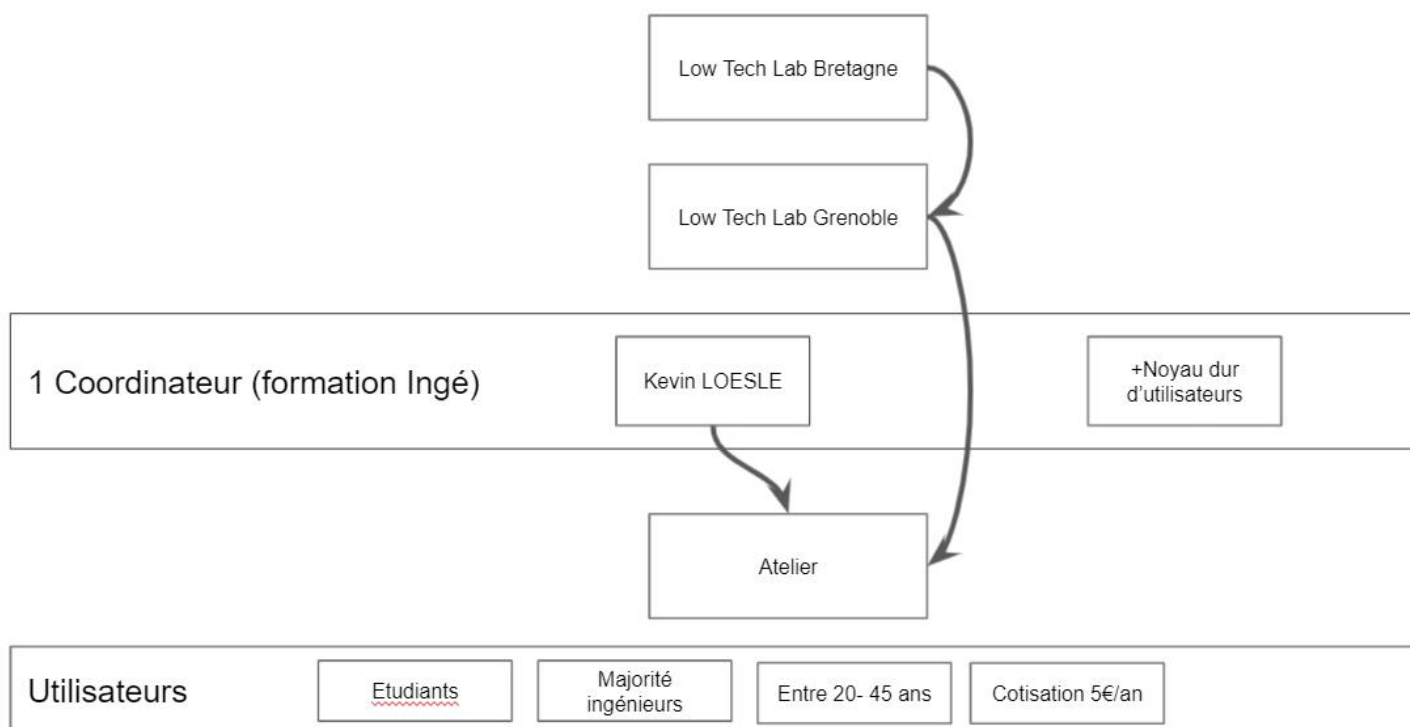 Low Tech Lab Bretagne
Low Tech Lab Grenoble
1 Coordinateur (formation Ingé)
Kevin LOESLE
+Noyau dur
d’utilisateurs
Atelier
Utilisateurs
Etudiants
Majorité
ingénieurs
Entre 20- 45 ans
Cotisation 5€/an